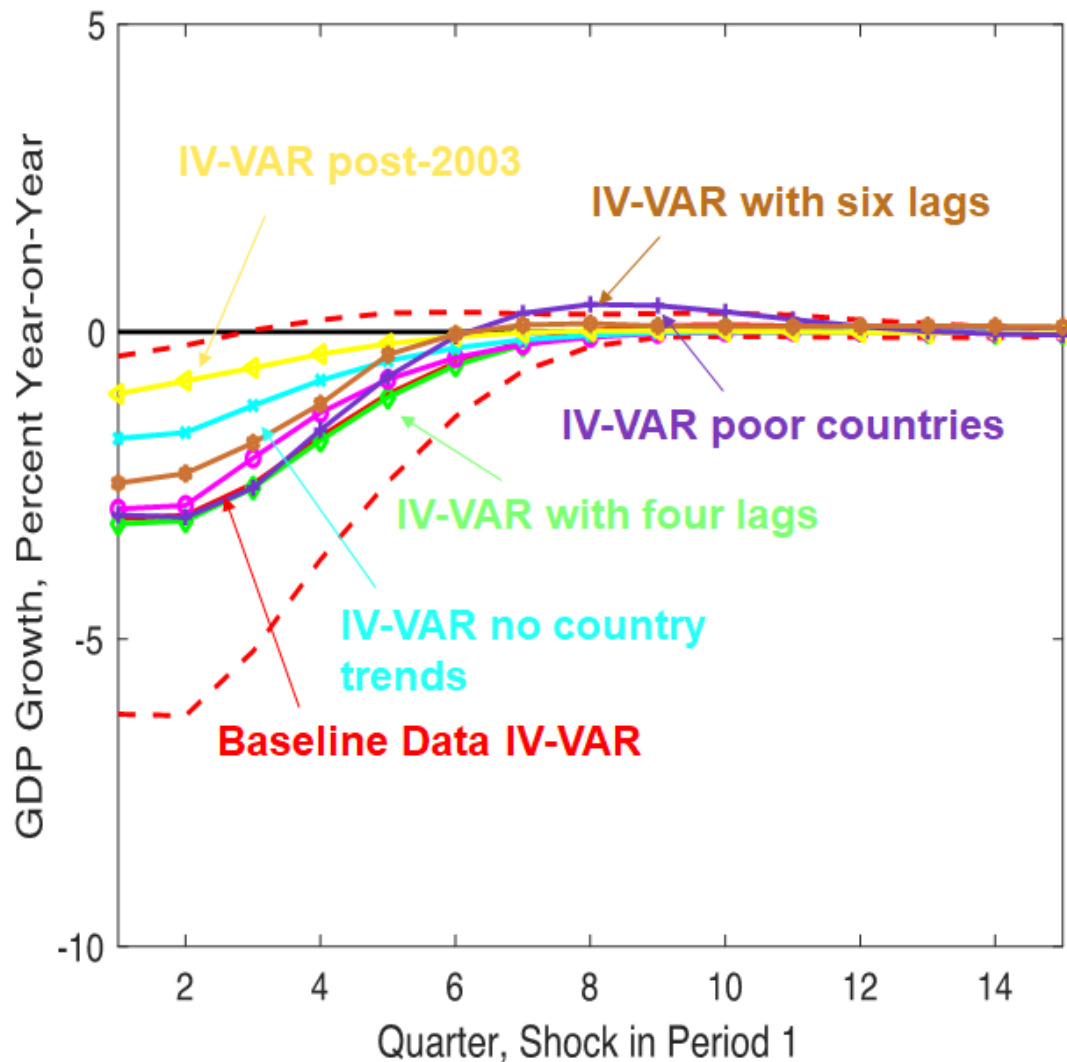 5
IV-VAR post-2003
IV-VAR with six lags
0
IV-VAR poor countries
IV-VAR with four lags
IV-VAR no country
trends
-5
Baseline Data IV-VAR
-10
GDP Growth, Percent Year-on-Year
2 4 6 8 10 12 14
Quarter, Shock in Period 1